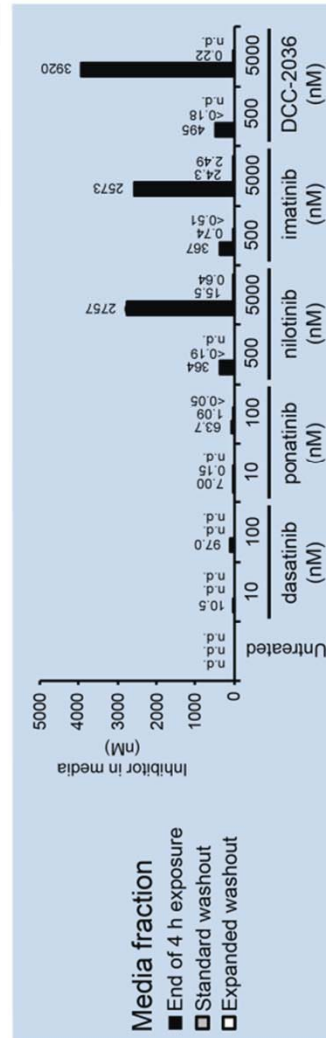 Media fraction
End of 4 h exposure
Standard washout
Expanded washout
Inhibitor in media
(nM)
5000
4000
3000
2000
1000
0
n.d.
n.d.
n.d.
10.5
n.d.
n.d.
97.0
n.d.
n.d.
7.00
0.15
n.d.
63.7
1.09
<0.05
364
<0.19
n.d.
2757
15.5
0.64
367
0.74
<0.51
2573
24.3
2.49
495
<0.18
n.d.
3920
0.22
n.d.
Untreated
10 100 10 100 500 5000 500 5000 500 5000
dasatinib ponatinib nilotinib imatinib DCC-2036
(nM) (nM) (nM) (nM) (nM)